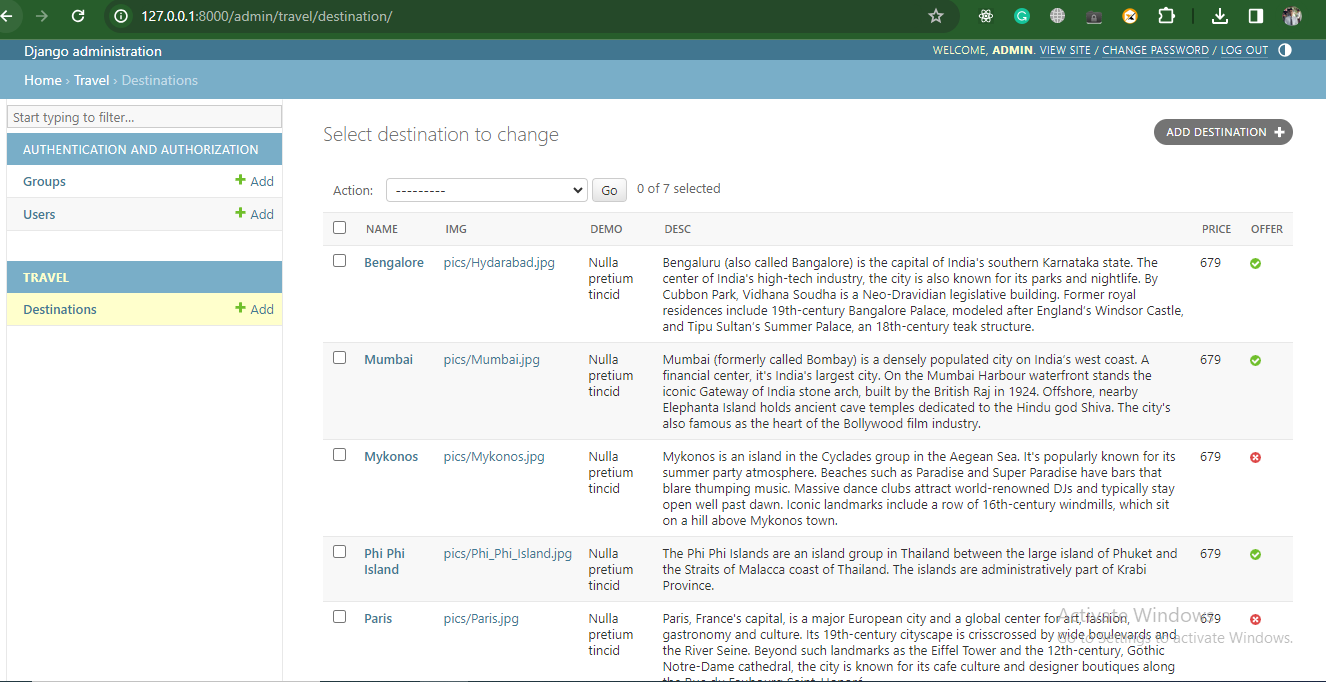 127.0.0.1:8000/admin/travel/destination/
Django administration
WELCOME, ADMIN. VIEW SITE / CHANGE PASSWORD / LOG OUT
Home › Travel › Destinations
Start typing to filter...
AUTHENTICATION AND AUTHORIZATION
Groups + Add
Users + Add
TRAVEL
Destinations + Add
Select destination to change
ADD DESTINATION +
Action: --------- Go 0 of 7 selected
NAME IMG DEMO DESC PRICE OFFER
Bengalore pics/Hydarabad.jpg Nulla Bengaluru (also called Bangalore) is the capital of India's southern Karnataka state. The 679
pretium center of India's high-tech industry, the city is also known for its parks and nightlife. By
tincid Cubbon Park, Vidhana Soudha is a Neo-Dravidian legislative building. Former royal
residences include 19th-century Bangalore Palace, modeled after England's Windsor Castle,
and Tipu Sultan's Summer Palace, an 18th-century teak structure.
Mumbai pics/Mumbai.jpg Nulla Mumbai (formerly called Bombay) is a densely populated city on India's west coast. A 679
pretium financial center, it's India's largest city. On the Mumbai Harbour waterfront stands the
tincid iconic Gateway of India stone arch, built by the British Raj in 1924. Offshore, nearby
Elephanta Island holds ancient cave temples dedicated to the Hindu god Shiva. The city's
also famous as the heart of the Bollywood film industry.
Mykonos pics/Mykonos.jpg Nulla Mykonos is an island in the Cyclades group in the Aegean Sea. It's popularly known for its 679
pretium summer party atmosphere. Beaches such as Paradise and Super Paradise have bars that
tincid blare thumping music. Massive dance clubs attract world-renowned DJs and typically stay
open well past dawn. Iconic landmarks include a row of 16th-century windmills, which sit
on a hill above Mykonos town.
Phi Phi pics/Phi_Phi_Island.jpg Nulla The Phi Phi Islands are an island group in Thailand between the large island of Phuket and 679
Island pretium the Straits of Malacca coast of Thailand. The islands are administratively part of Krabi
tincid Province.
Paris pics/Paris.jpg Nulla Paris, France's capital, is a major European city and a global center for art, fashion, 679
pretium gastronomy and culture. Its 19th-century cityscape is crisscrossed by wide boulevards and
tincid the River Seine. Beyond such landmarks as the Eiffel Tower and the 12th-century, Gothic
Notre-Dame cathedral, the city is known for its cafe culture and designer boutiques along
Activate Windows
Go to Settings to activate Windows.